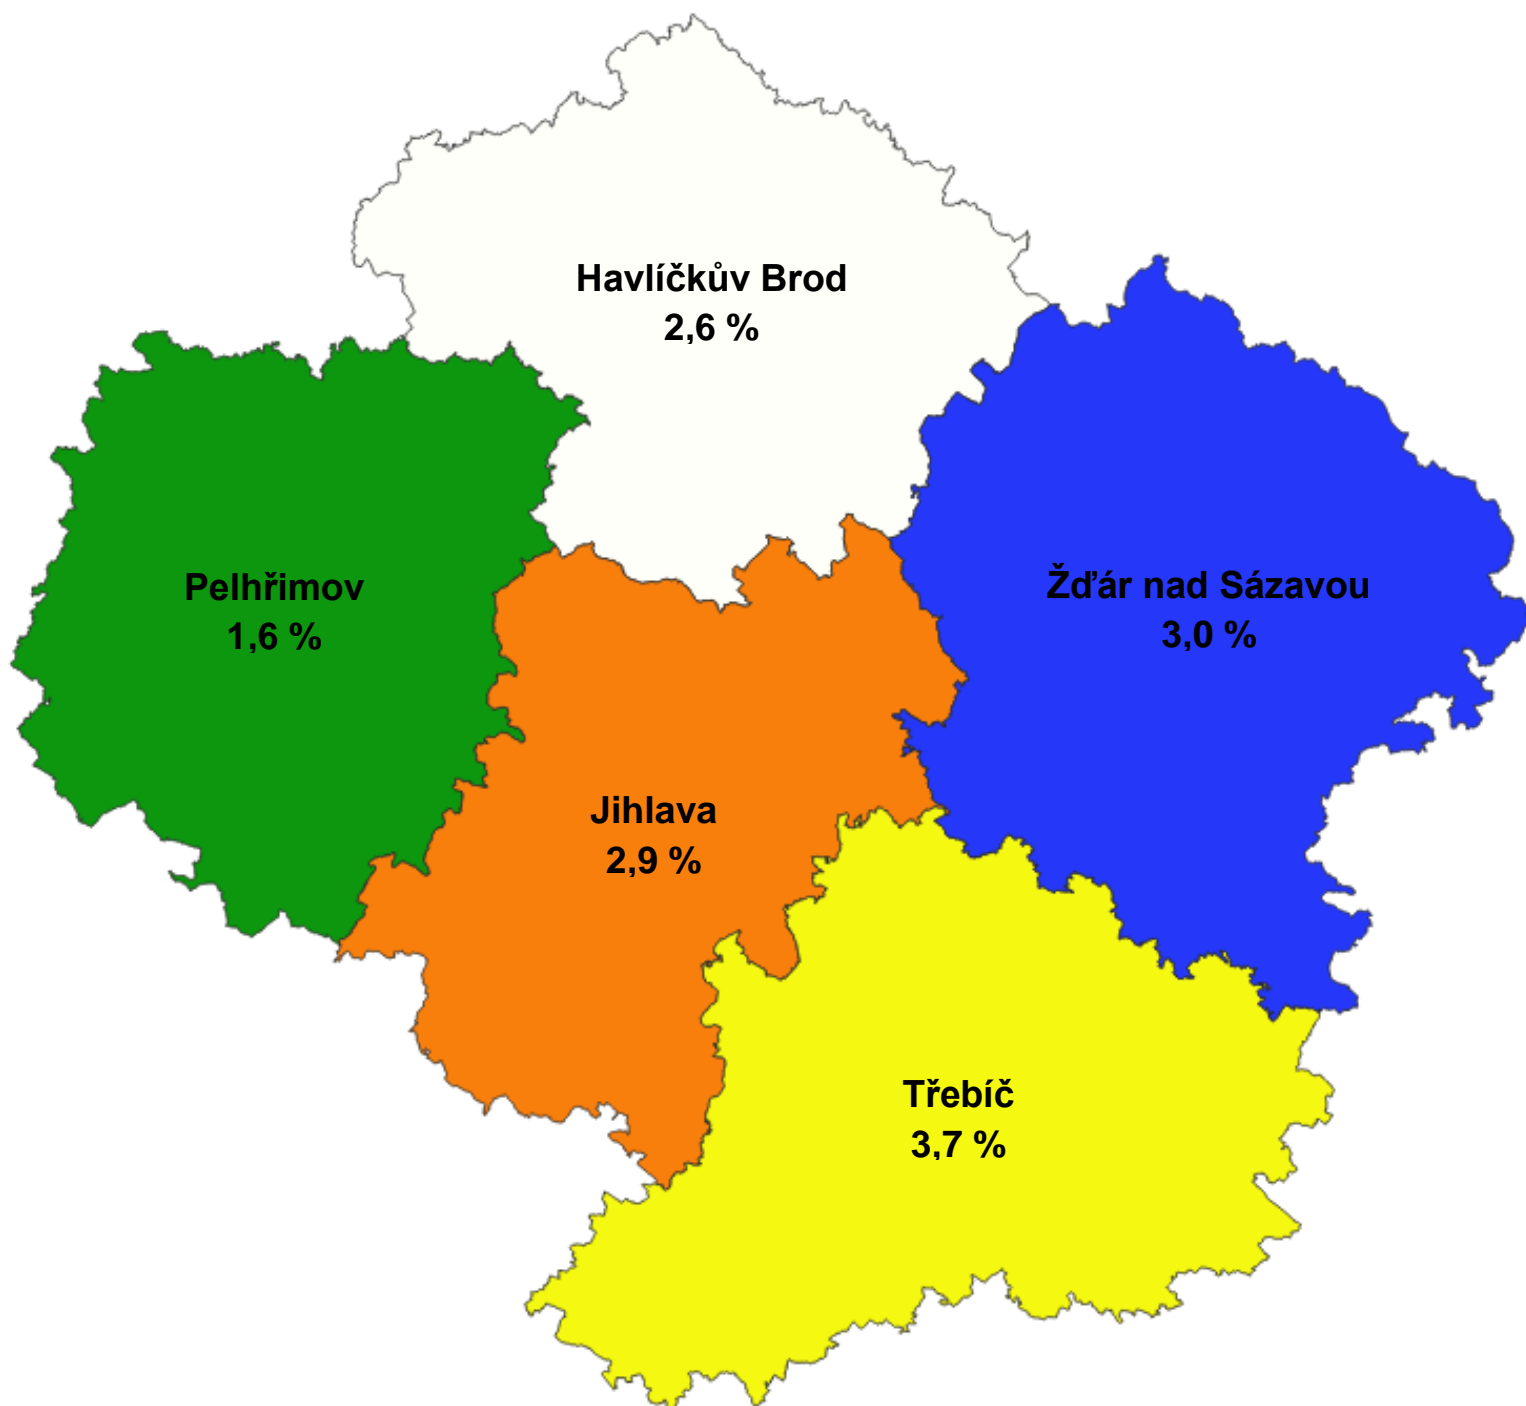 Havlíčkův Brod
2,6 %
Pelhřimov
1,6 %
Žďár nad Sázavou
3,0 %
Jihlava
2,9 %
Třebíč
3,7 %